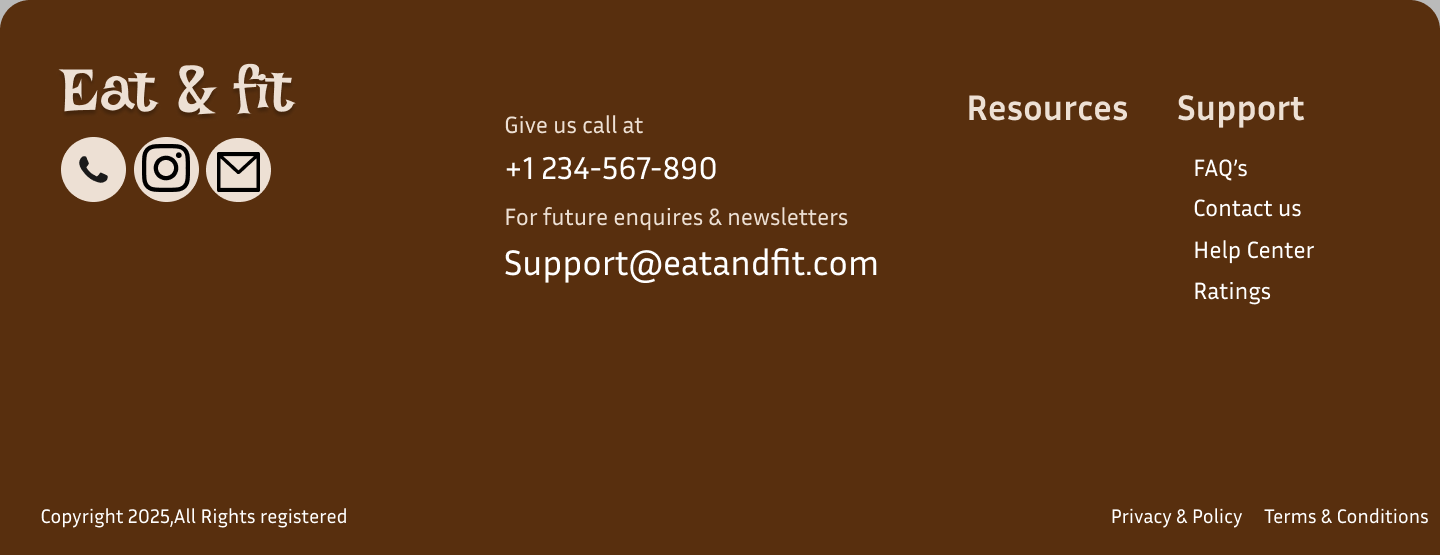 Eat & fit
Give us call at
+1 234-567-890
For future enquires & newsletters
Support@eatandfit.com
Resources
Support
FAQ’s
Contact us
Help Center
Ratings
Copyright 2025,All Rights registered
Privacy & Policy
Terms & Conditions